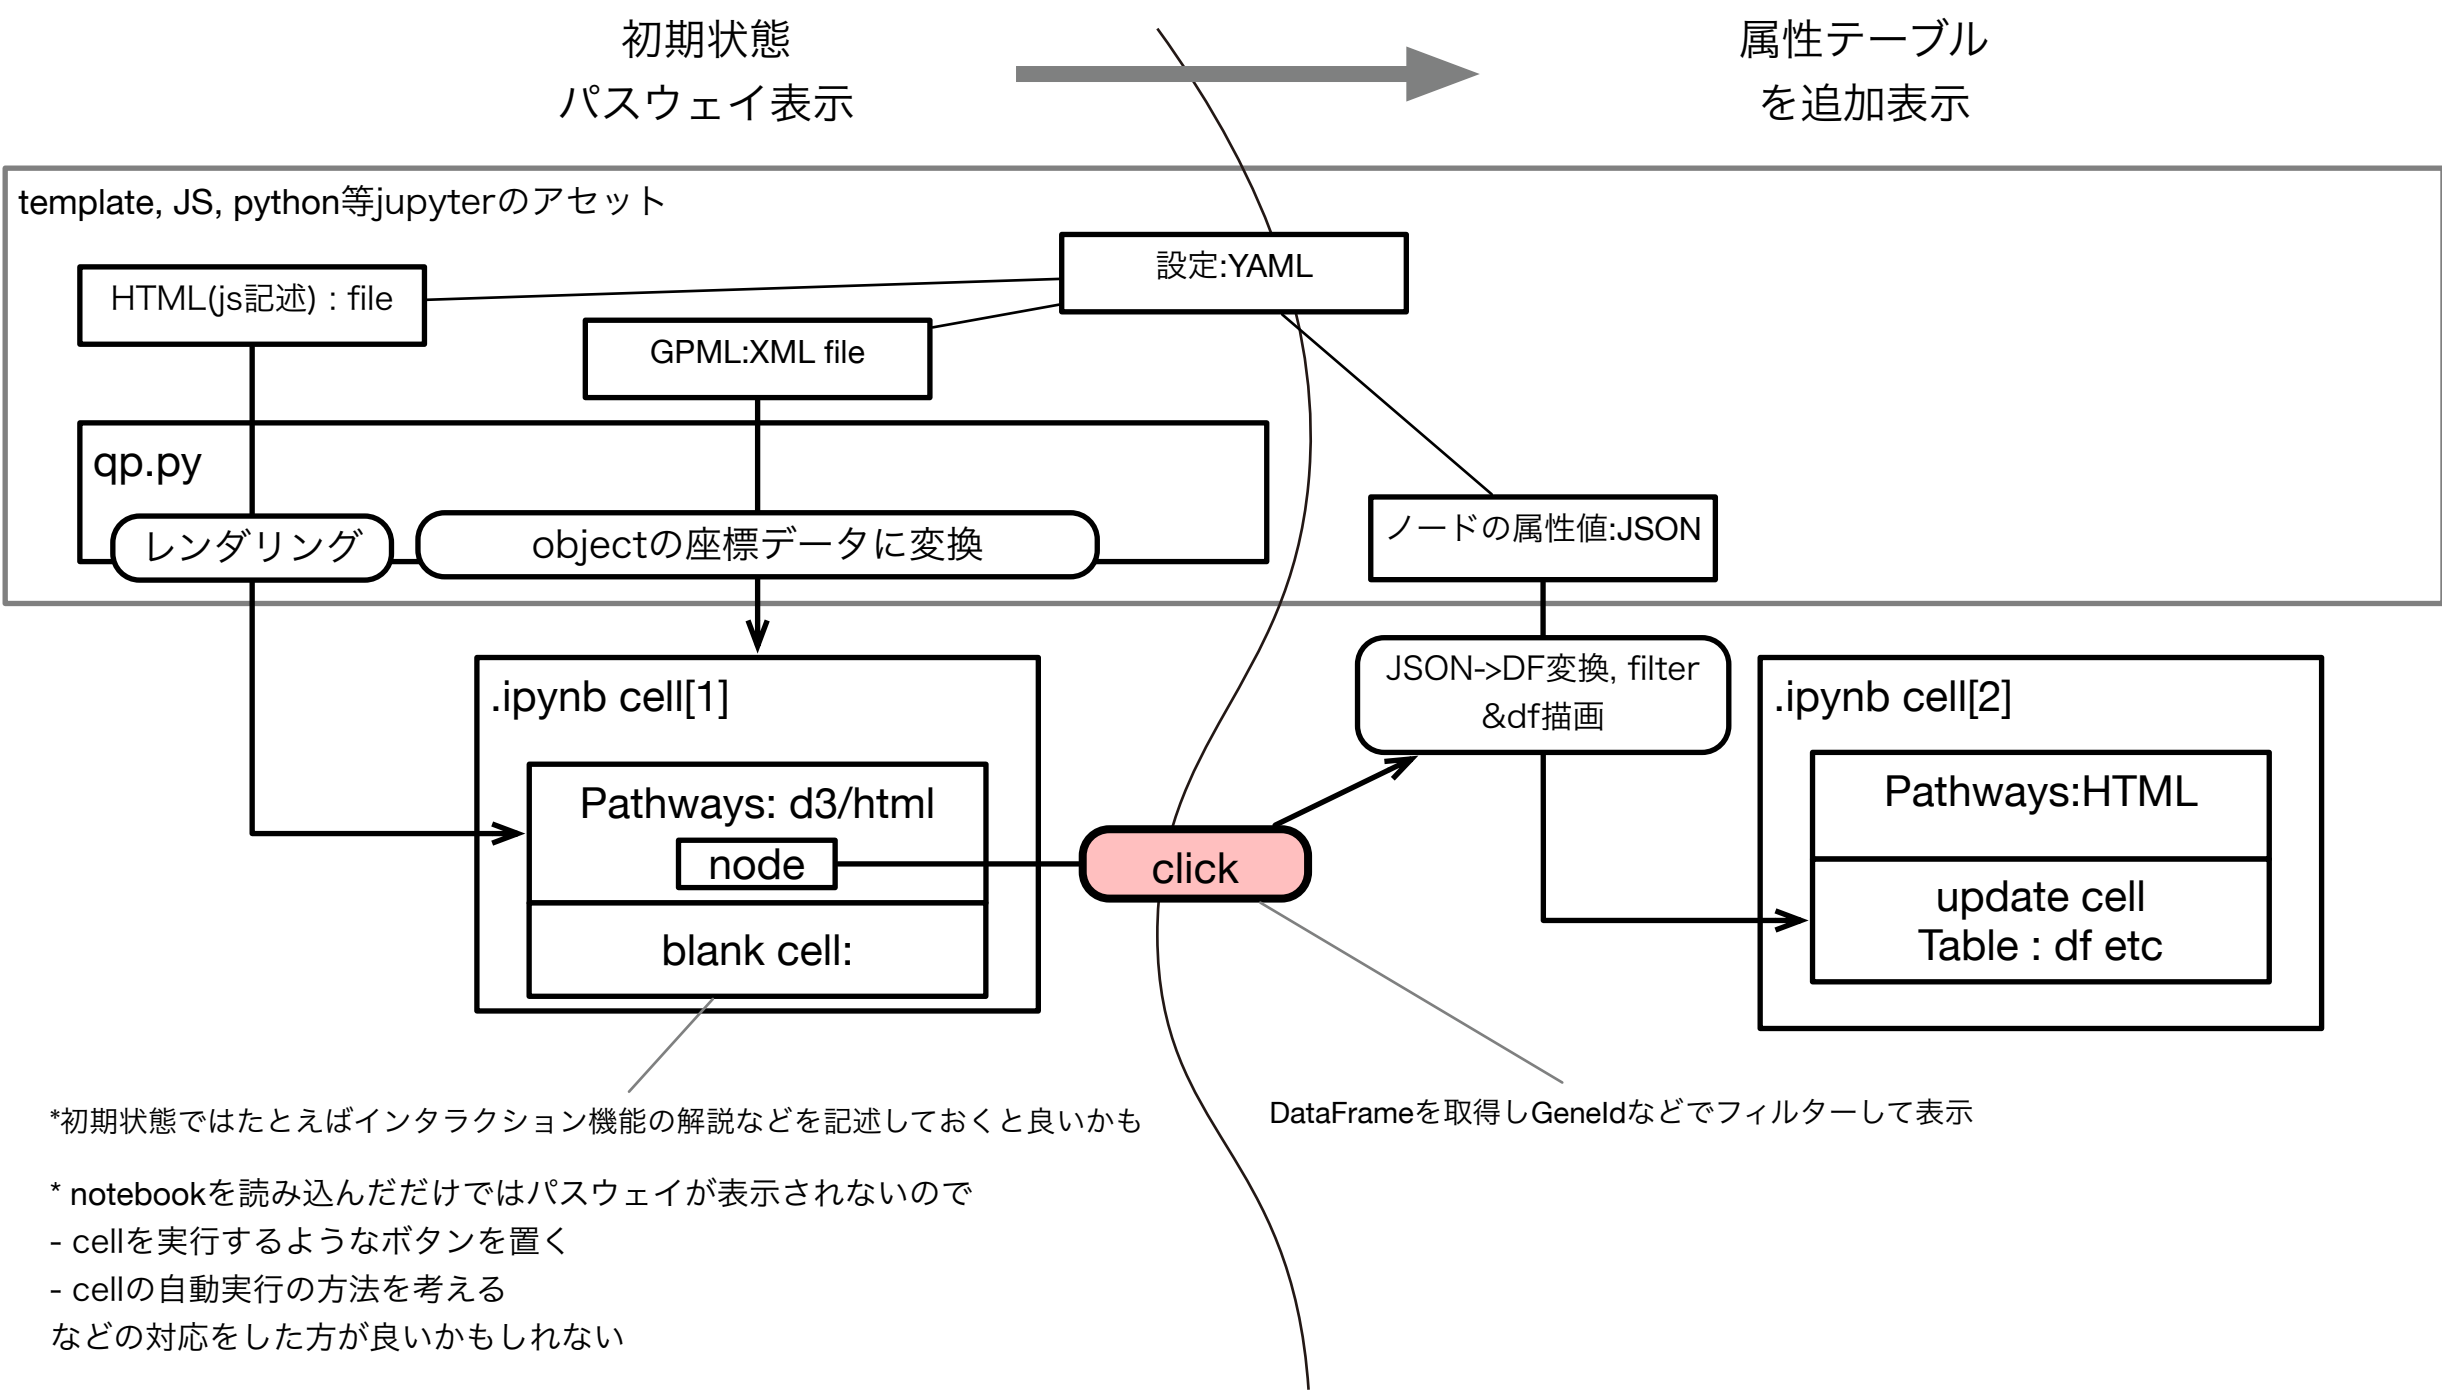 初期状態
パスウェイ表示
属性テーブル
を追加表示
template, JS, python等jupyterのアセット
設定:YAML
HTML(js記述) : file
GPML:XML file
qp.py
レンダリング
objectの座標データに変換
ノードの属性値:JSON
JSON->DF変換, filter
&df描画
.ipynb cell[1]
Pathways: d3/html
node
blank cell:
click
.ipynb cell[2]
Pathways:HTML
update cell
Table : df etc
*初期状態ではたとえばインタラクション機能の解説などを記述しておくと良いかも
DataFrameを取得しGeneIdなどでフィルターして表示
* notebookを読み込んだだけではパスウェイが表示されないので
- cellを実行するようなボタンを置く
- cellの自動実行の方法を考える
などの対応をした方が良いかもしれない